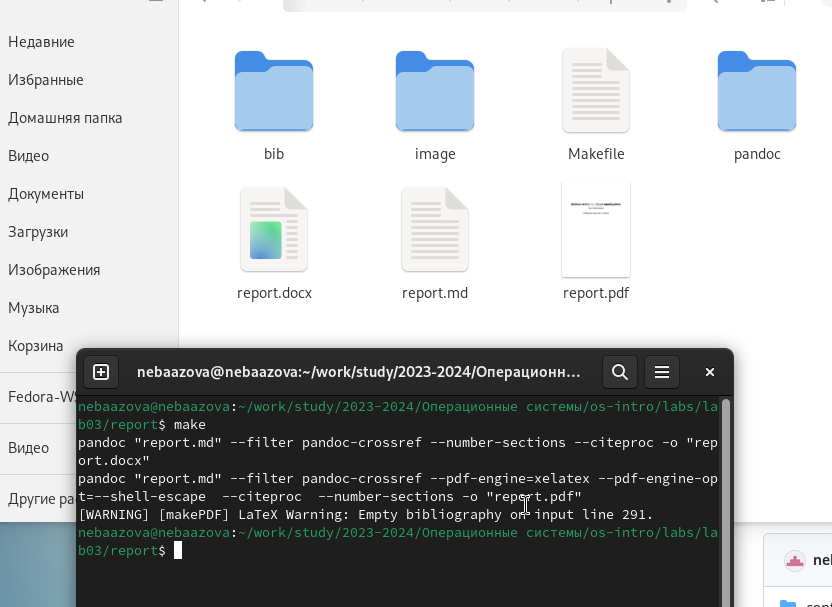 Недавние
Избранные
Домашняя папка
Видео
Документы
Загрузки
Изображения
Музыка
Корзина
Видео
bib
image
Makefile
pandoc
report.docx
report.md
report.pdf
nebaazova@nebaazova:~/work/study/2023-2024/Операционн...
nebaazova@nebaazova:~/work/study/2023-2024/Операционные системы/os-intro/labs/la
b03/report$ make
pandoc "report.md" --filter pandoc-crossref --number-sections --citeproc -o "rep
ort.docx"
pandoc "report.md" --filter pandoc-crossref --pdf-engine=xelatex --pdf-engine-op
t=--shell-escape  --citeproc  --number-sections -o "report.pdf"
[WARNING] [makePDF] LaTeX Warning: Empty bibliography on input line 291.
nebaazova@nebaazova:~/work/study/2023-2024/Операционные системы/os-intro/labs/la
b03/report$